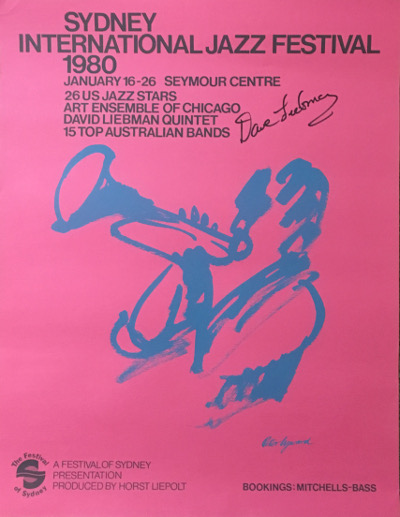 SYDNEY
INTERNATIONAL JAZZ FESTIVAL
1980
JANUARY 16-26 SEYMOUR CENTRE
26 US JAZZ STARS
ART ENSEMBLE OF CHICAGO
DAVID LIEBMAN QUINTET
15 TOP AUSTRALIAN BANDS
Dave Liebman
The Festival
of Sydney
A FESTIVAL OF SYDNEY
PRESENTATION
PRODUCED BY HORST LIEPOLT
BOOKINGS: MITCHELLS-BASS